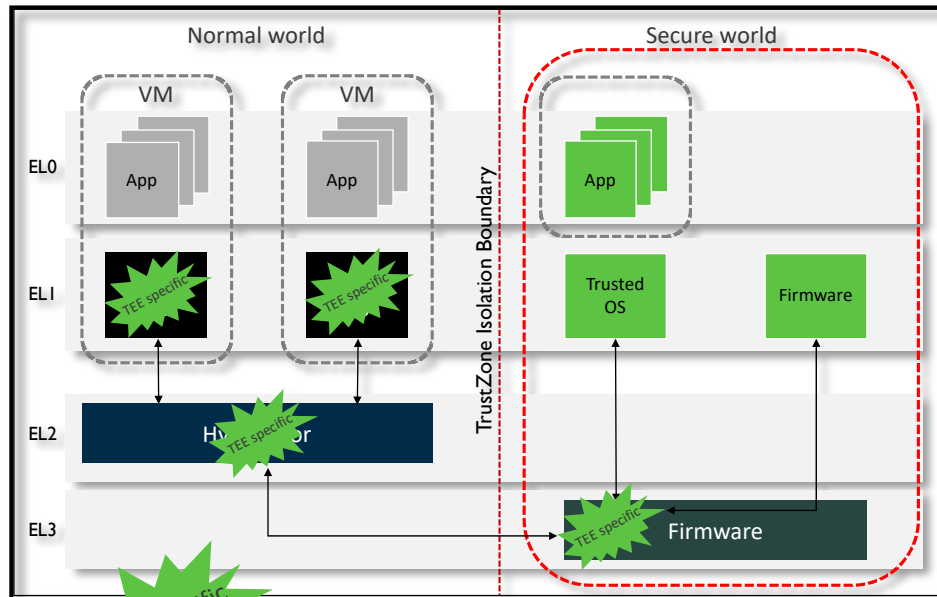 Normal world
Secure world
VM
VM
EL0
App
App
App
EL1
TEE specific
TEE specific
Trusted
OS
Firmware
TrustZone Isolation Boundary
EL2
TEE specific
EL3
TEE specific
Firmware